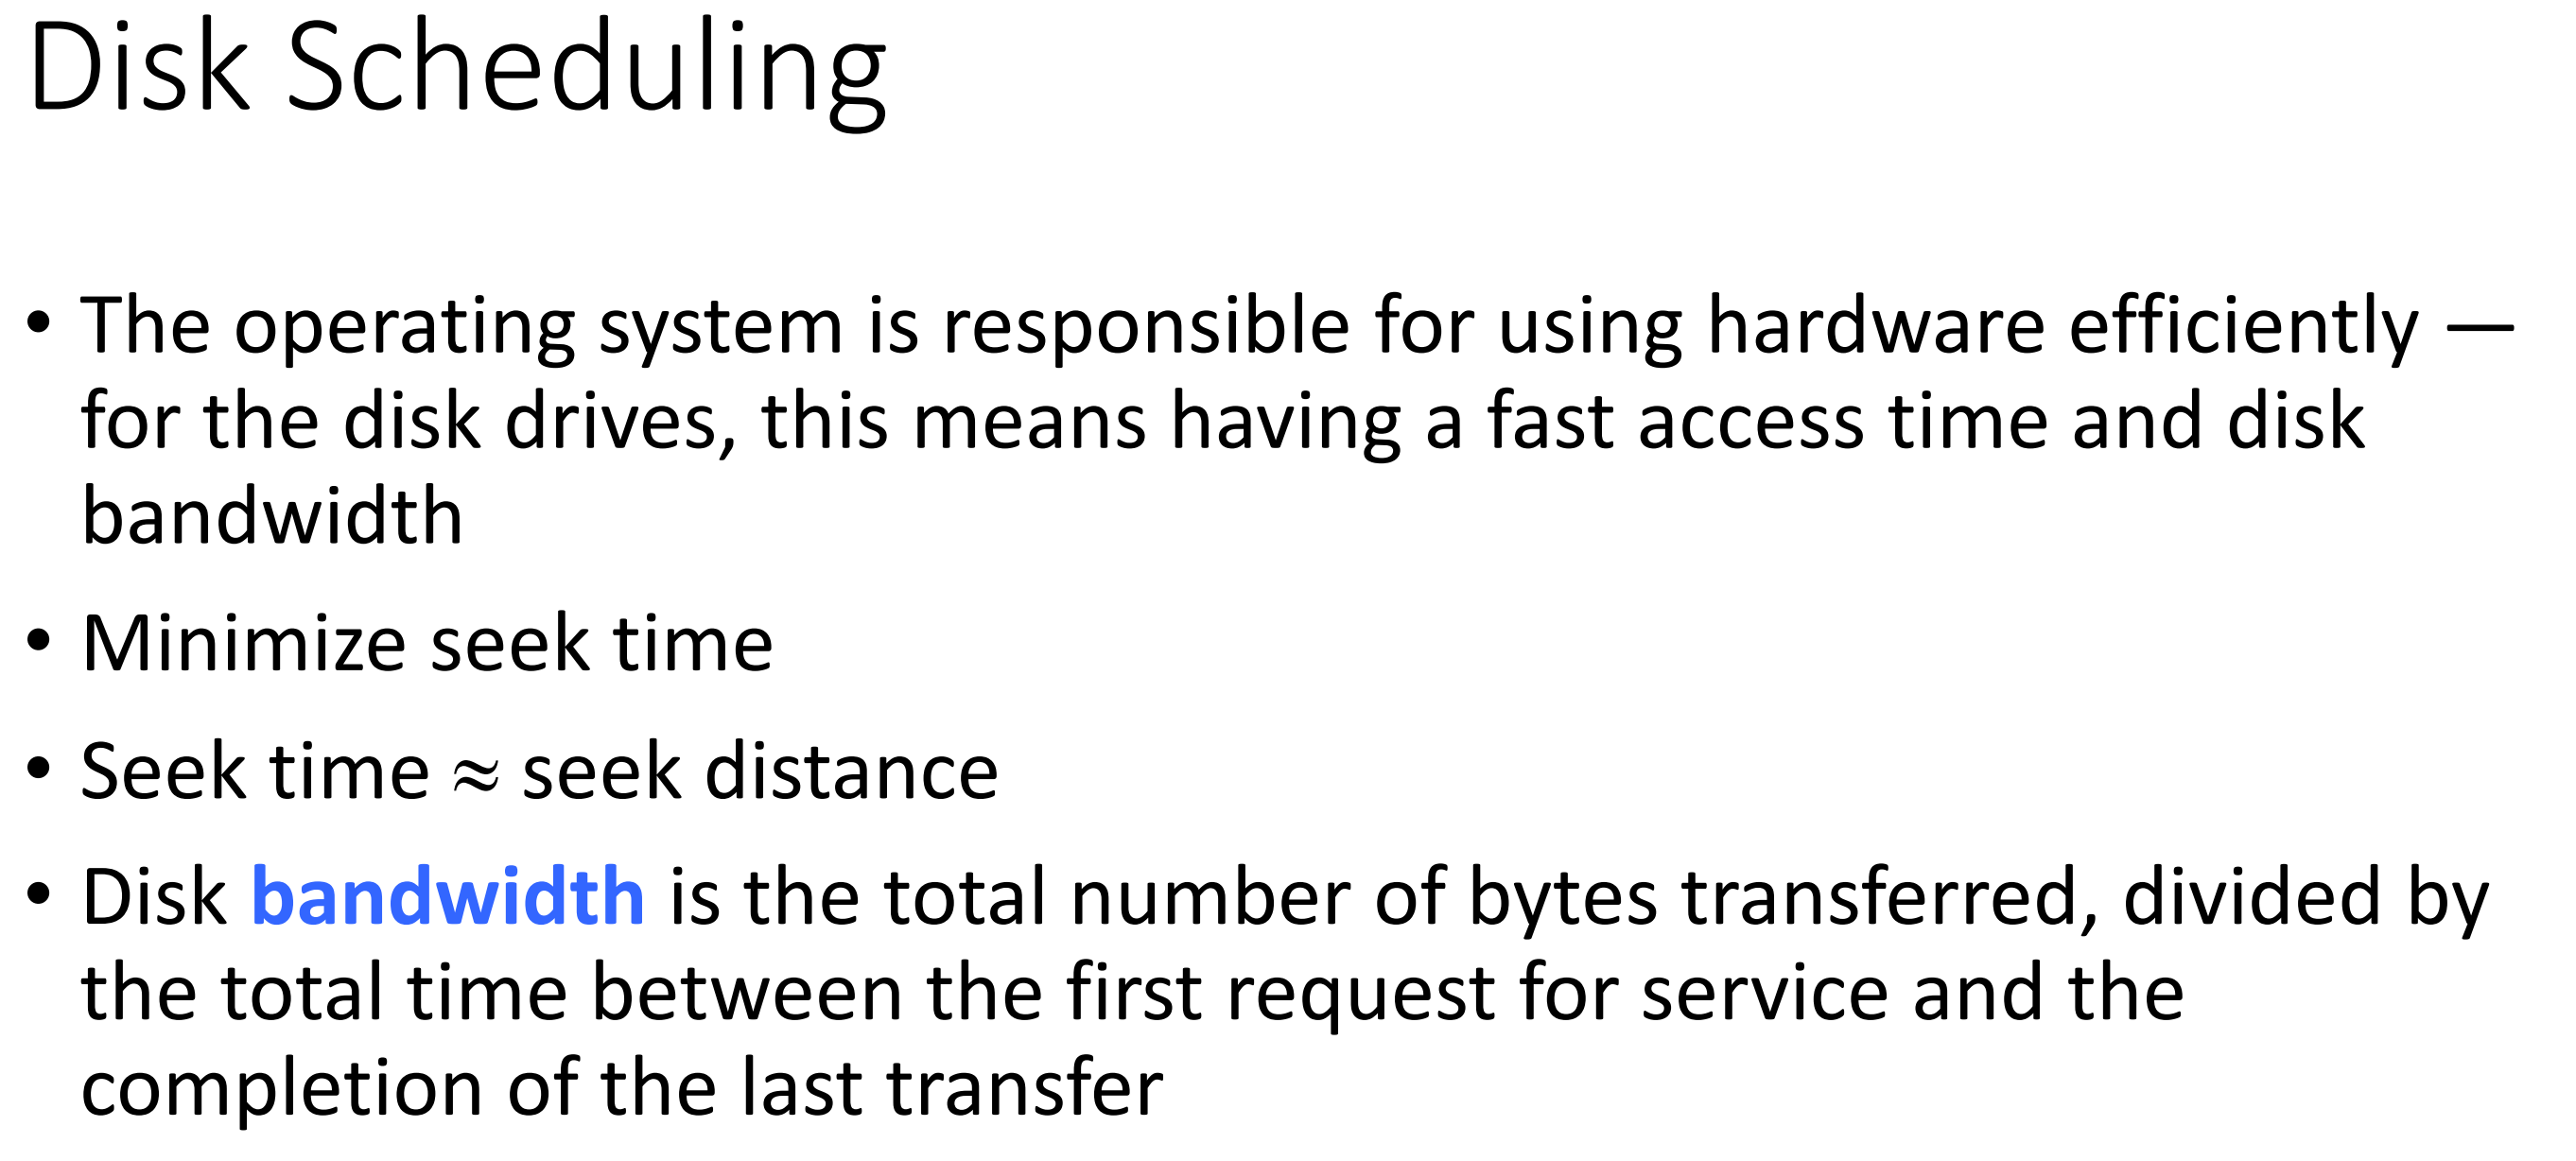 Disk Scheduling
• The operating system is responsible for using hardware efficiently —
for the disk drives, this means having a fast access time and disk
bandwidth
• Minimize seek time
• Seek time ≈ seek distance
• Disk bandwidth is the total number of bytes transferred, divided by
the total time between the first request for service and the
completion of the last transfer